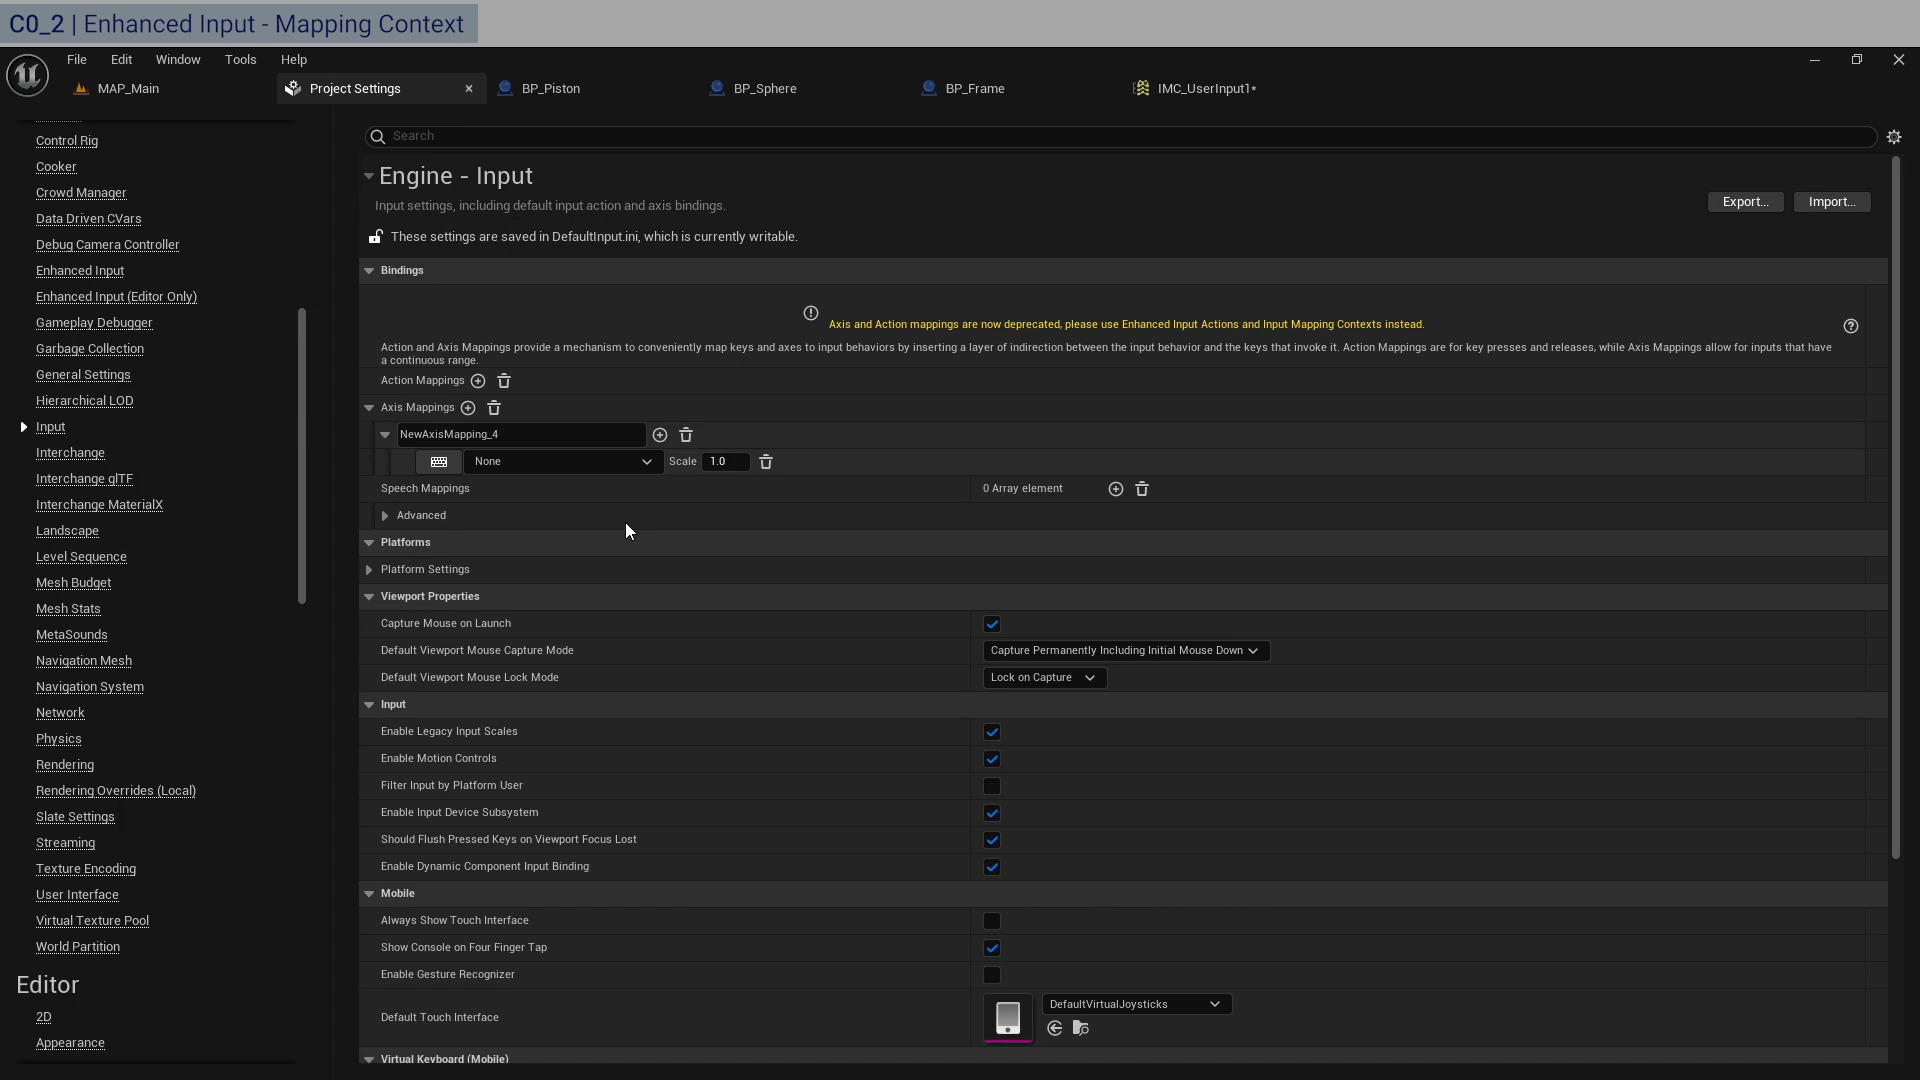 C0_2 | Enhanced Input - Mapping Context
File Edit Window Tools Help
MAP_Main Project Settings BP_Piston BP_Sphere BP_Frame IMC_UserInput1*
Control Rig
Cooker
Crowd Manager
Data Driven CVars
Debug Camera Controller
Enhanced Input
Enhanced Input (Editor Only)
Gameplay Debugger
Garbage Collection
General Settings
Hierarchical LOD
Input
Interchange
Interchange glTF
Interchange MaterialX
Landscape
Level Sequence
Mesh Budget
Mesh Stats
MetaSounds
Navigation Mesh
Navigation System
Network
Physics
Rendering
Rendering Overrides (Local)
Slate Settings
Streaming
Texture Encoding
User Interface
Virtual Texture Pool
World Partition
Editor
2D
Appearance
Search
Engine - Input
Input settings, including default input action and axis bindings.
Export... Import...
These settings are saved in DefaultInput.ini, which is currently writable.
Bindings
Axis and Action mappings are now deprecated, please use Enhanced Input Actions and Input Mapping Contexts instead.
Action and Axis Mappings provide a mechanism to conveniently map keys and axes to input behaviors by inserting a layer of indirection between the input behavior and the keys that invoke it. Action Mappings are for key presses and releases, while Axis Mappings allow for inputs that have
a continuous range.
Action Mappings
Axis Mappings
NewAxisMapping_4
None Scale 1.0
Speech Mappings 0 Array element
Advanced
Platforms
Platform Settings
Viewport Properties
Capture Mouse on Launch
Default Viewport Mouse Capture Mode Capture Permanently Including Initial Mouse Down
Default Viewport Mouse Lock Mode Lock on Capture
Input
Enable Legacy Input Scales
Enable Motion Controls
Filter Input by Platform User
Enable Input Device Subsystem
Should Flush Pressed Keys on Viewport Focus Lost
Enable Dynamic Component Input Binding
Mobile
Always Show Touch Interface
Show Console on Four Finger Tap
Enable Gesture Recognizer
Default Touch Interface DefaultVirtualJoysticks
Virtual Keyboard (Mobile)